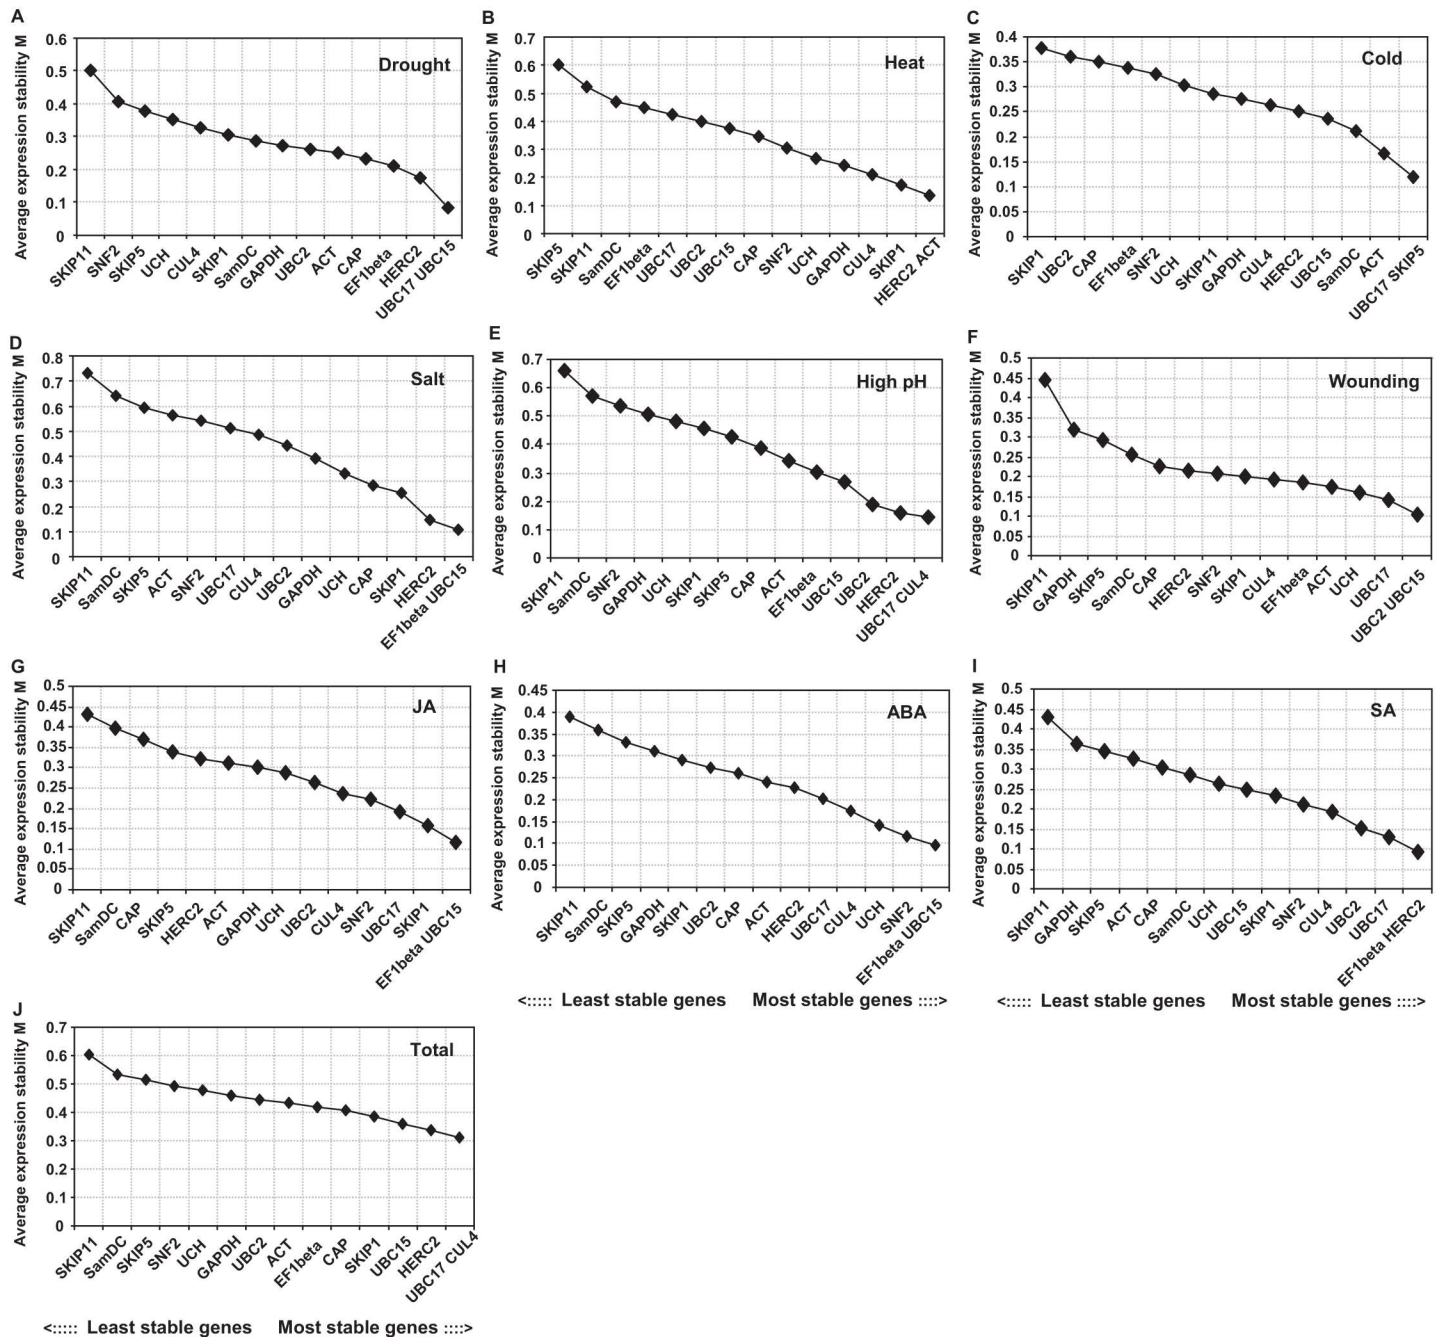 A
Average expression stability M
0.6
0.5
0.4
0.3
0.2
0.1
0
Drought
SKIP11
SNF2
SKIP5
UCH
CUL4
SKIP1
SamDC
GAPDH
UBC2
ACT
CAP
EF1beta
HERC2
UBC17 UBC15
B
Average expression stability M
0.7
0.6
0.5
0.4
0.3
0.2
0.1
0
Heat
SKIP5
SKIP11
SamDC
EF1beta
UBC17
UBC2
UBC15
CAP
SNF2
UCH
GAPDH
CUL4
SKIP1
HERC2 ACT
C
Average expression stability M
0.4
0.35
0.3
0.25
0.2
0.15
0.1
0.05
0
Cold
SKIP1
UBC2
CAP
EF1beta
SNF2
UCH
SKIP11
GAPDH
CUL4
HERC2
UBC15
SamDC
ACT
UBC17 SKIP5
D
Average expression stability M
0.8
0.7
0.6
0.5
0.4
0.3
0.2
0.1
0
Salt
SKIP11
SamDC
SKIP5
ACT
SNF2
UBC17
CUL4
UBC2
GAPDH
UCH
CAP
SKIP1
HERC2
EF1beta UBC15
E
Average expression stability M
0.7
0.6
0.5
0.4
0.3
0.2
0.1
0
High pH
SKIP11
SamDC
SNF2
GAPDH
UCH
SKIP1
SKIP5
CAP
ACT
EF1beta
UBC15
UBC2
HERC2
UBC17 CUL4
F
Average expression stability M
0.5
0.45
0.4
0.35
0.3
0.25
0.2
0.15
0.1
0.05
0
Wounding
SKIP11
GAPDH
SKIP5
SamDC
CAP
HERC2
SNF2
SKIP1
CUL4
EF1beta
ACT
UCH
UBC17
UBC2 UBC15
G
Average expression stability M
0.5
0.45
0.4
0.35
0.3
0.25
0.2
0.15
0.1
0.05
0
JA
SKIP11
SamDC
CAP
SKIP5
HERC2
ACT
GAPDH
UCH
UBC2
CUL4
SNF2
UBC17
SKIP1
EF1beta UBC15
H
Average expression stability M
0.45
0.4
0.35
0.3
0.25
0.2
0.15
0.1
0.05
0
ABA
SKIP11
SamDC
SKIP5
GAPDH
SKIP1
UBC2
CAP
ACT
HERC2
UBC17
CUL4
UCH
SNF2
EF1beta UBC15
<::::: Least stable genes Most stable genes ::::>
I
Average expression stability M
0.5
0.45
0.4
0.35
0.3
0.25
0.2
0.15
0.1
0.05
0
SA
SKIP11
GAPDH
SKIP5
ACT
CAP
SamDC
UCH
UBC15
SKIP1
SNF2
CUL4
UBC2
UBC17
EF1beta HERC2
<::::: Least stable genes Most stable genes ::::>
J
Average expression stability M
0.7
0.6
0.5
0.4
0.3
0.2
0.1
0
Total
SKIP11
SamDC
SKIP5
SNF2
UCH
GAPDH
UBC2
ACT
EF1beta
CAP
SKIP1
UBC15
HERC2
UBC17 CUL4
<::::: Least stable genes Most stable genes ::::>